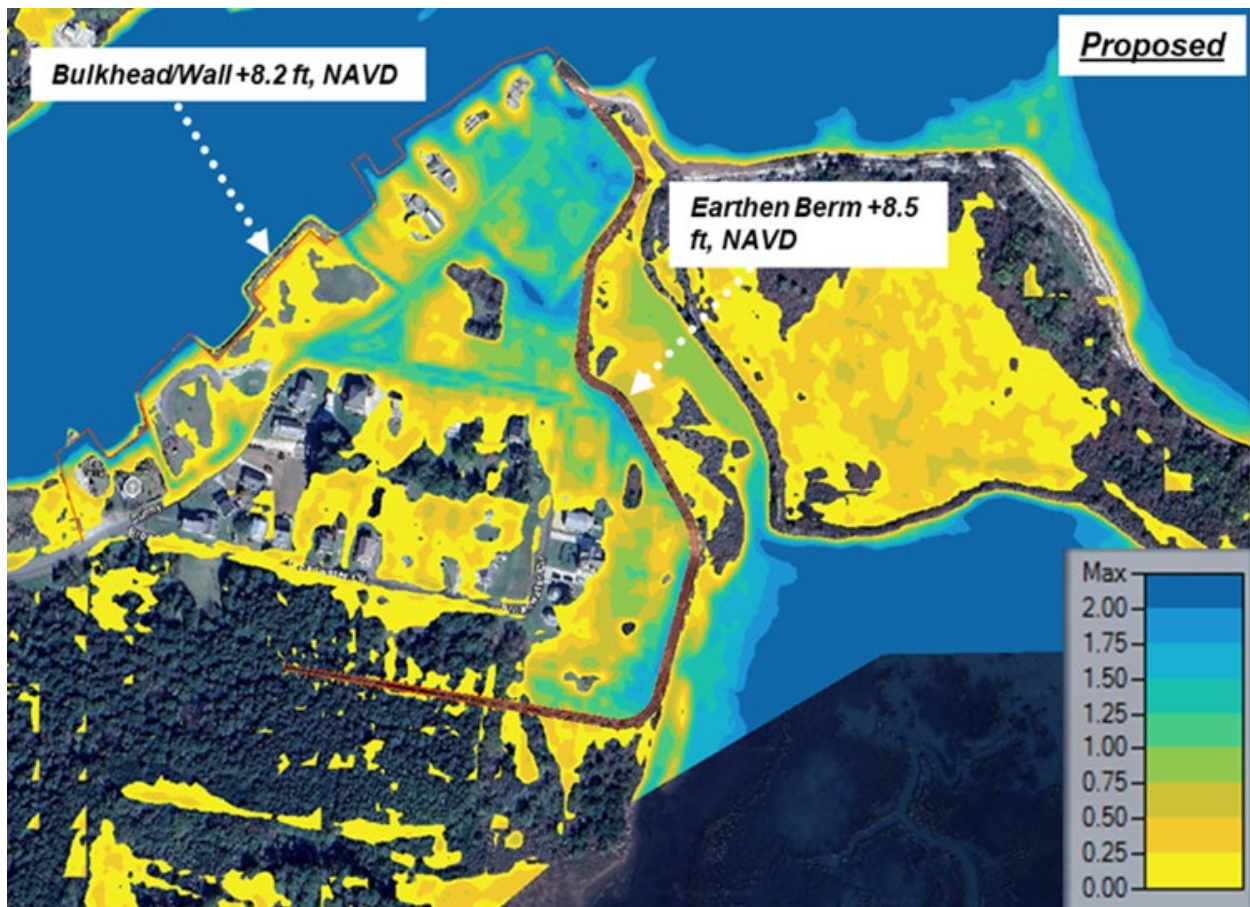 Proposed
Bulkhead/Wall +8.2 ft, NAVD
Earthen Berm +8.5
ft, NAVD
Max
2.00
1.75
1.50
1.25
1.00
0.75
0.50
0.25
0.00